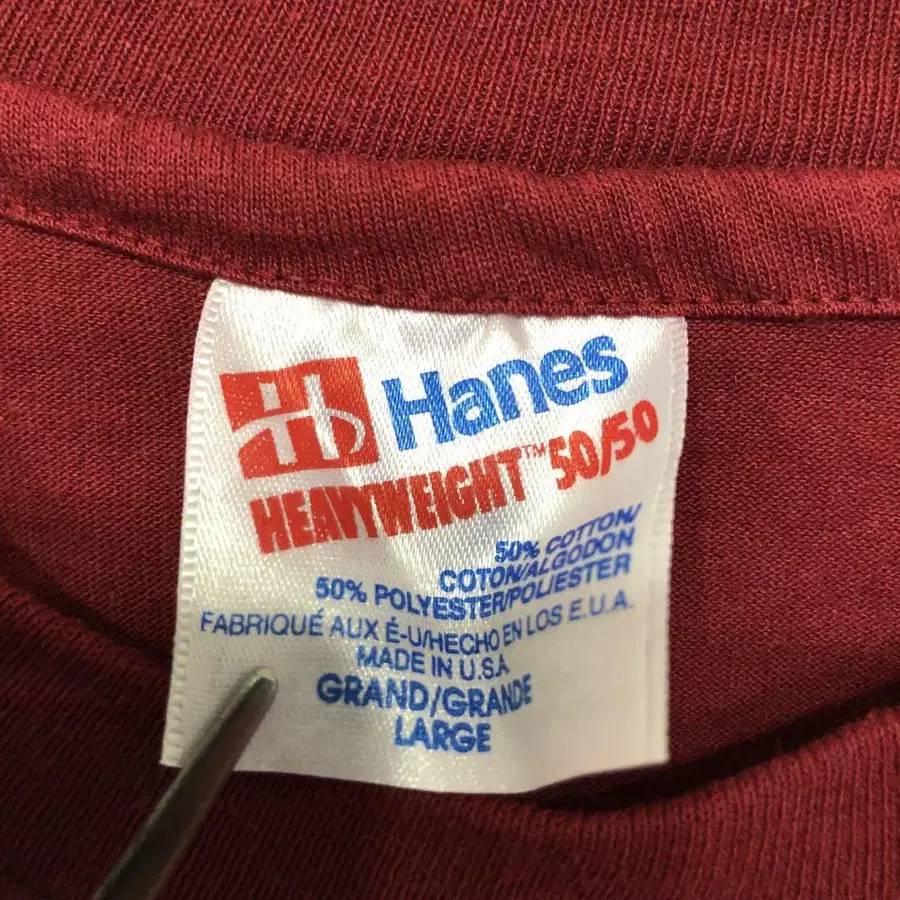 Hanes
HEAVYWEIGHT™ 50/50
50% COTTON/
COTON/ALGODON
50% POLYESTER/POLIESTER
FABRIQUÉ AUX É-U/HECHO EN LOS E.U.A.
MADE IN U.S.A.
GRAND/GRANDE
LARGE